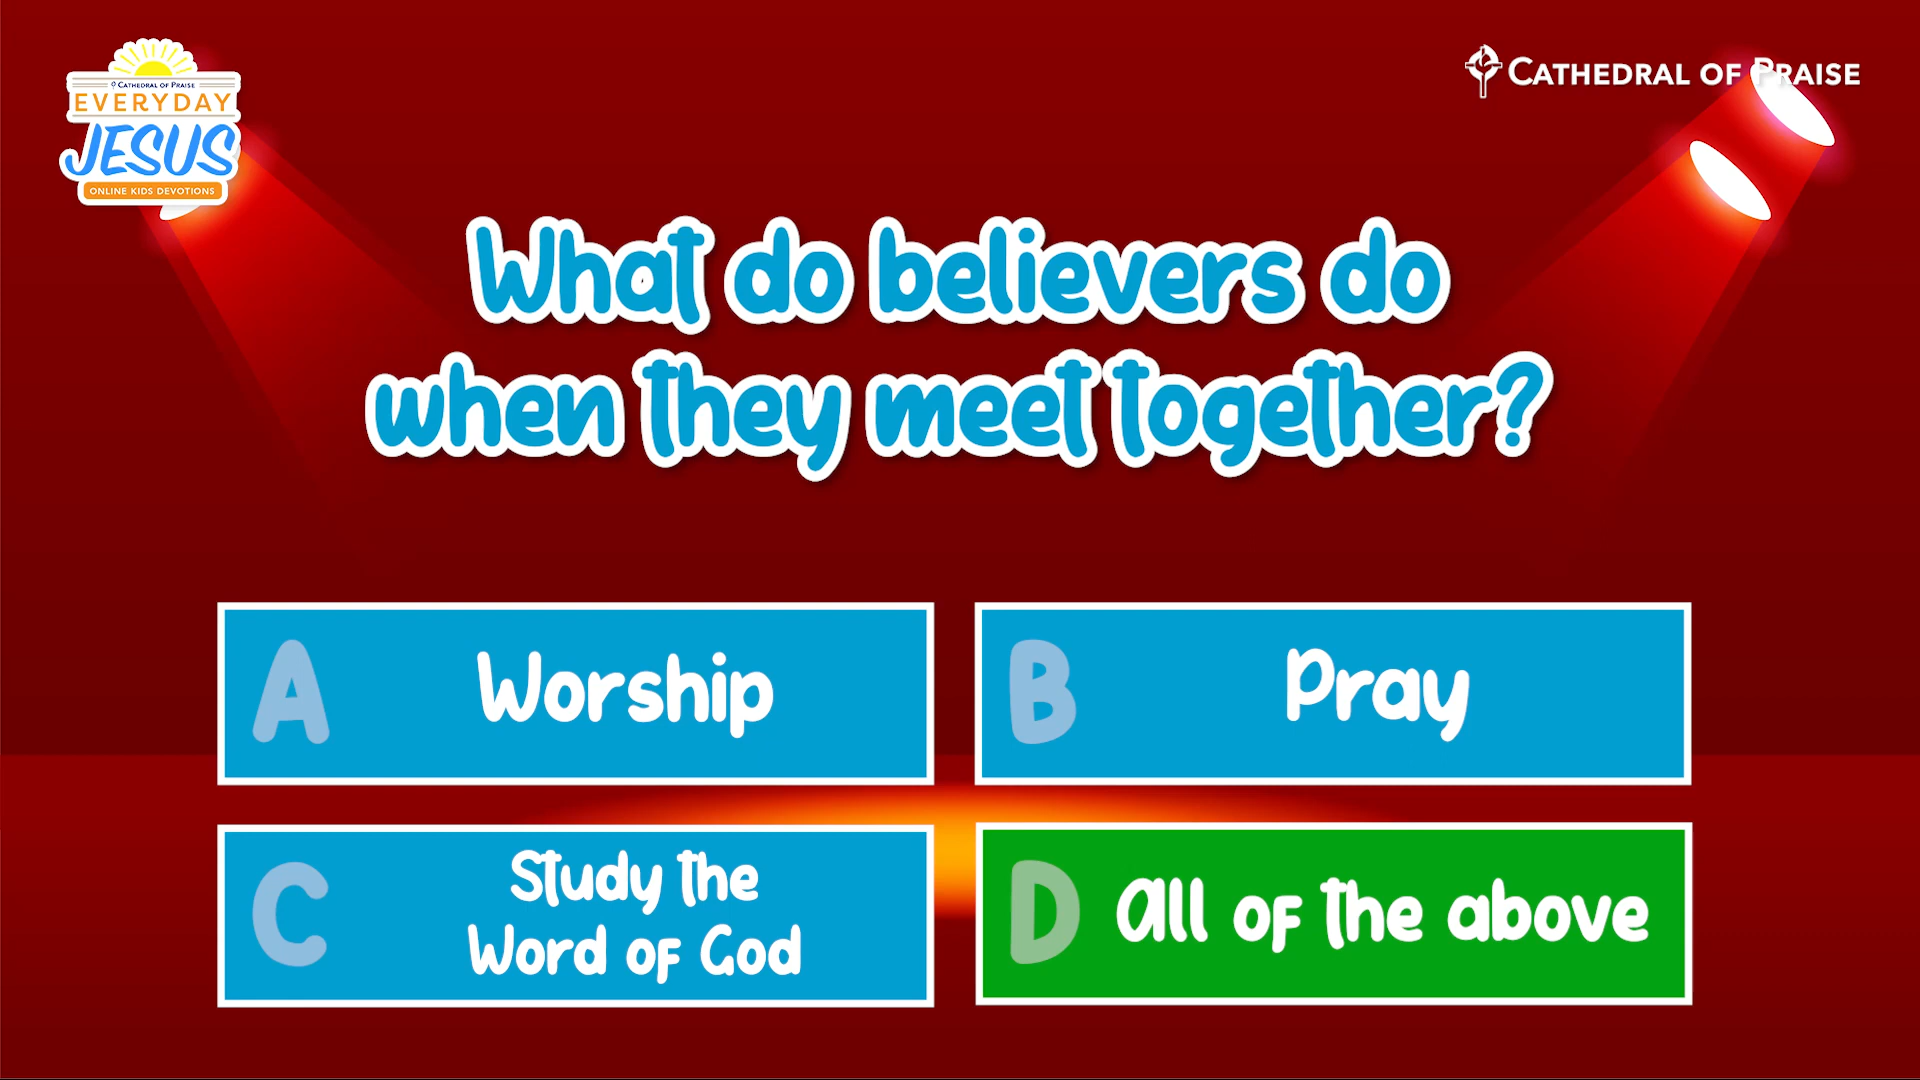 CATHEDRAL OF PRAISE
EVERYDAY
JESUS
ONLINE KIDS DEVOTIONS
CATHEDRAL OF PRAISE
What do believers do
when they meet together?
A Worship
B Pray
C Study the
Word of God
D All of the above